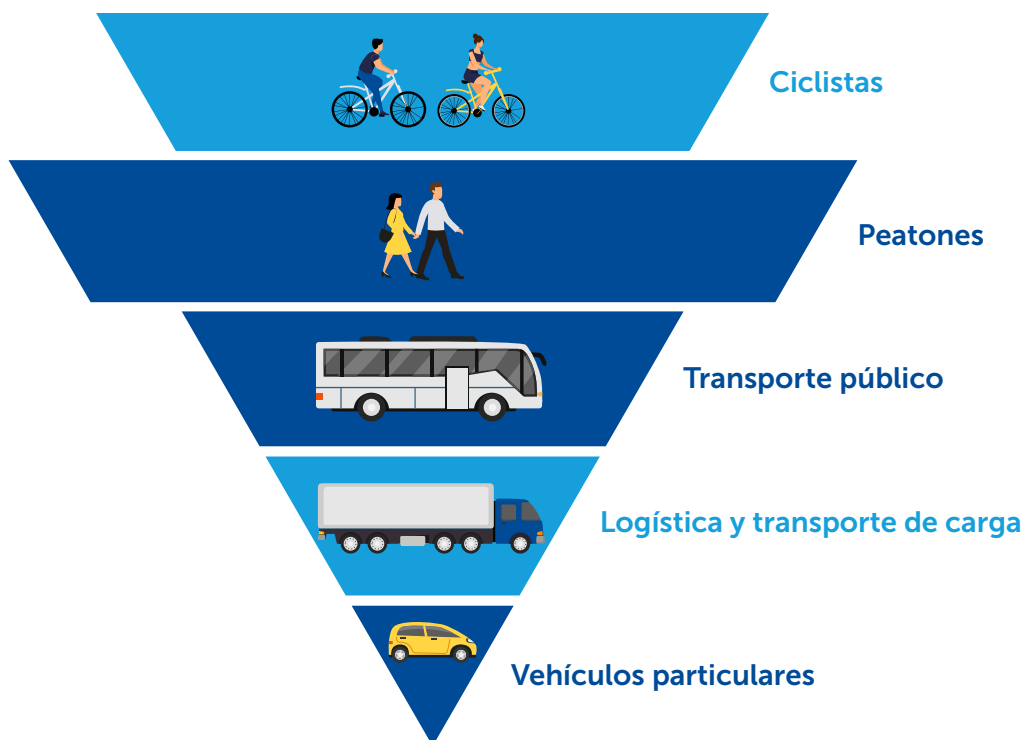 Ciclistas
Peatones
Transporte público
Logística y transporte de carga
Vehículos particulares